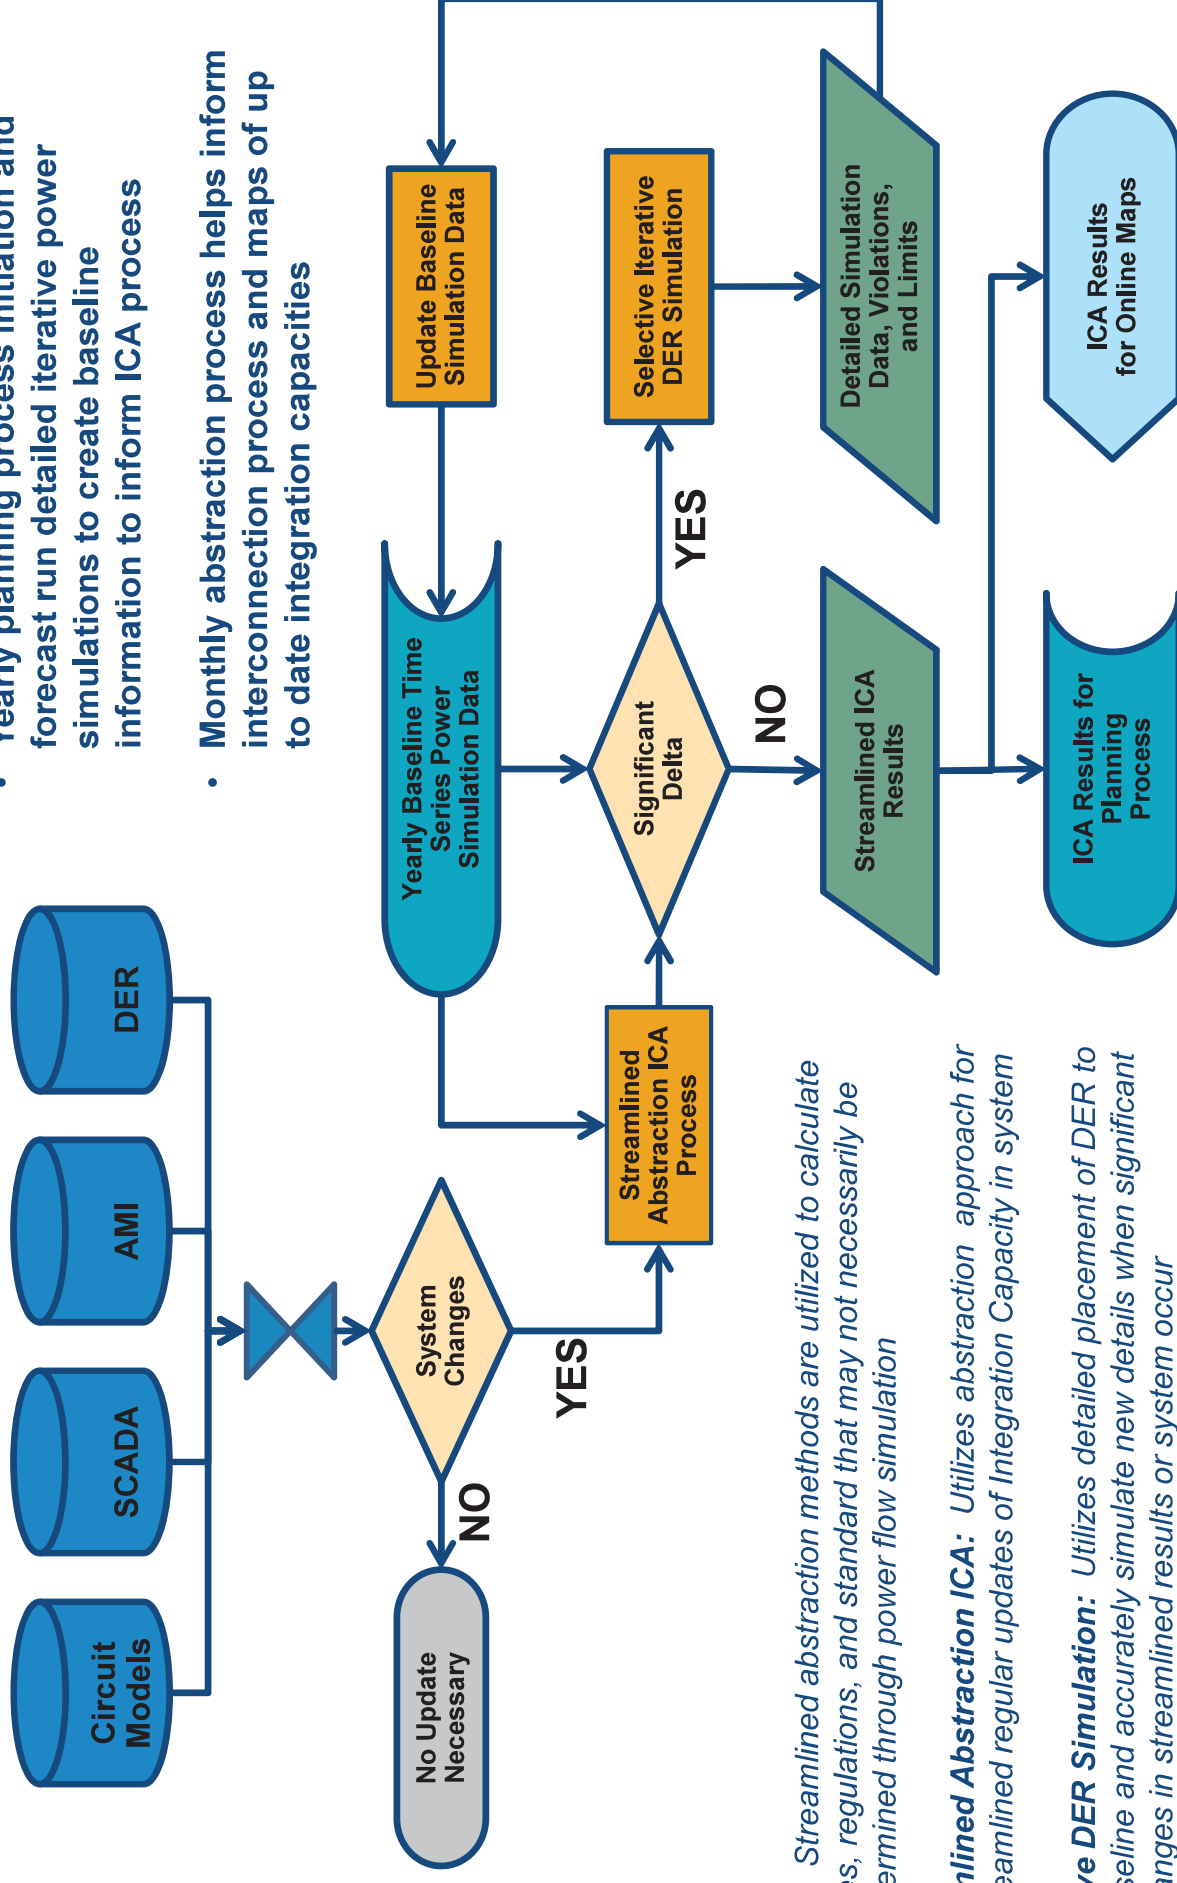 Yearly planning process initiation and
forecast run detailed iterative power
simulations to create baseline
information to inform ICA process
• Monthly abstraction process helps inform
interconnection process and maps of up
to date integration capacities
Circuit
Models
SCADA
AMI
DER
No Update
Necessary
NO
System
Changes
YES
Yearly Baseline Time
Series Power
Simulation Data
Update Baseline
Simulation Data
Streamlined
Abstraction ICA
Process
Significant
Delta
YES
Selective Iterative
DER Simulation
NO
Streamlined ICA
Results
Detailed Simulation
Data, Violations,
and Limits
ICA Results for
Planning
Process
ICA Results
for Online Maps
Streamlined abstraction methods are utilized to calculate
regulations, and standard that may not necessarily be
through power flow simulation
Abstraction ICA: Utilizes abstraction approach for
regular updates of Integration Capacity in system
DER Simulation: Utilizes detailed placement of DER to
and accurately simulate new details when significant
in streamlined results or system occur